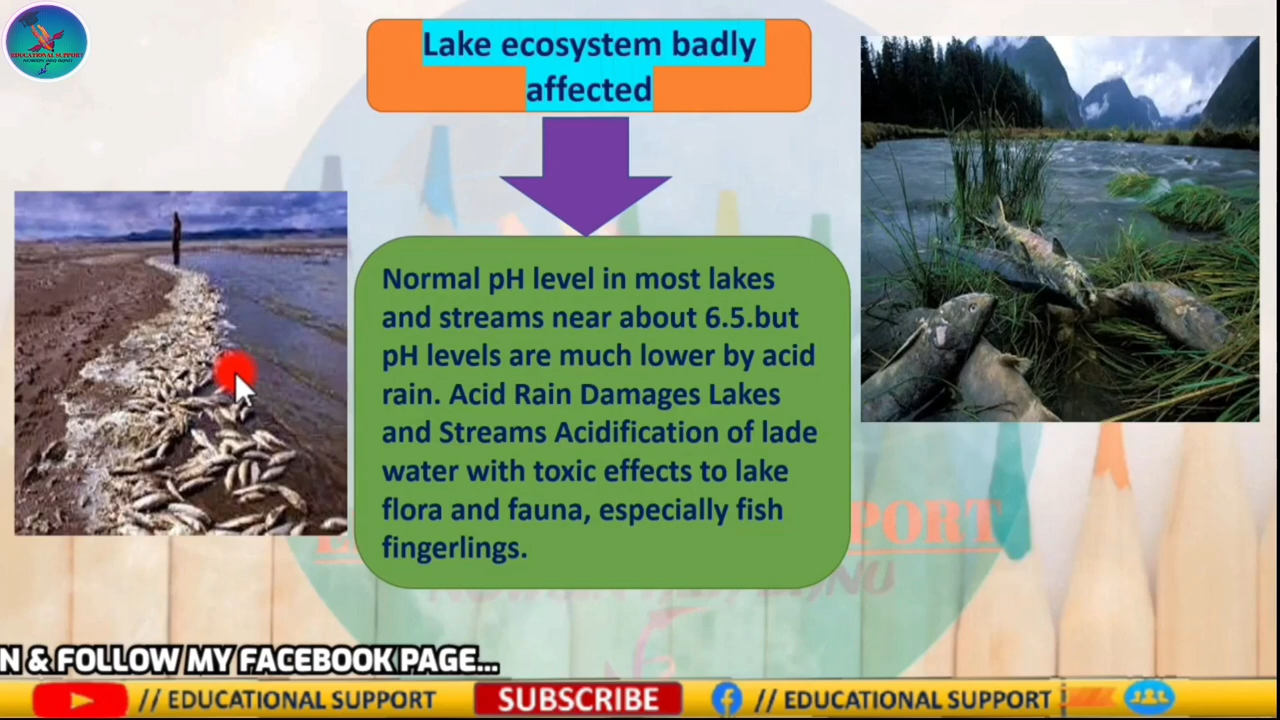 EDUCATIONAL SUPPORT
Lake ecosystem badly
affected
Normal pH level in most lakes
and streams near about 6.5.but
pH levels are much lower by acid
rain. Acid Rain Damages Lakes
and Streams Acidification of lade
water with toxic effects to lake
flora and fauna, especially fish
fingerlings.
N & FOLLOW MY FACEBOOK PAGE...
// EDUCATIONAL SUPPORT
SUBSCRIBE
// EDUCATIONAL SUPPORT